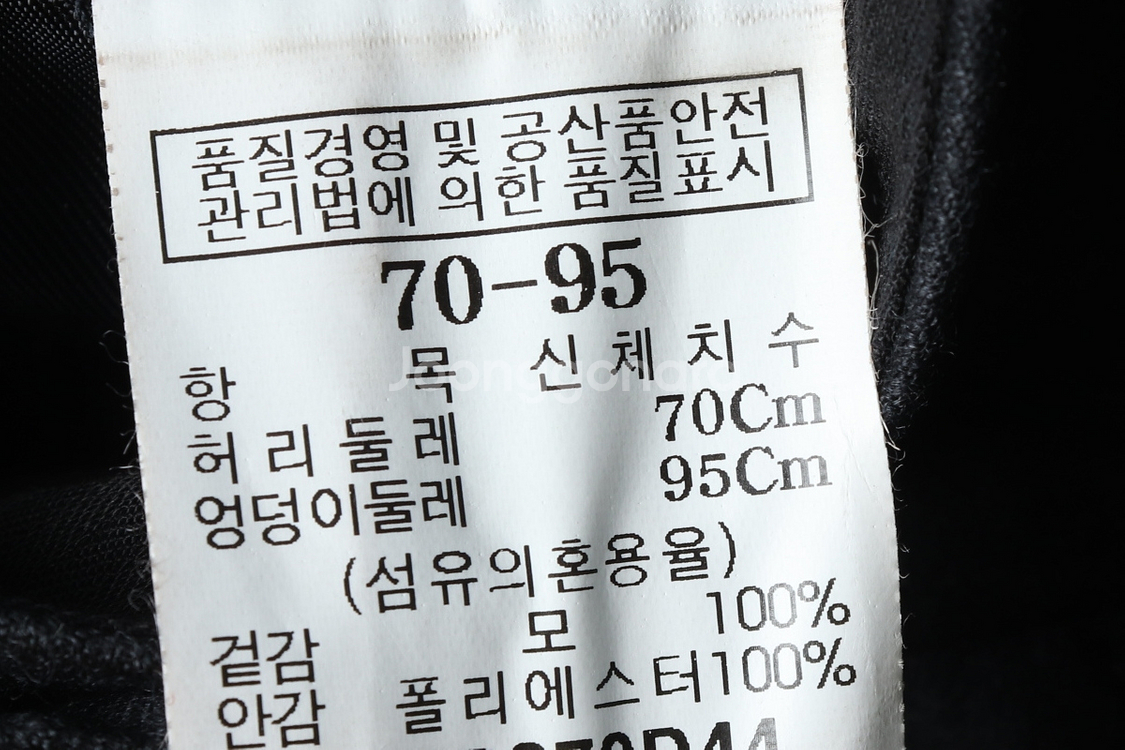 품질경영 및 공산품안전
관리법에 의한 품질표시
70-95
항 목 신 체 치 수
허 리 둘 레 70Cm
엉덩이둘레 95Cm
(섬유의혼용율)
겉감 모 100%
안감 폴리에스터100%